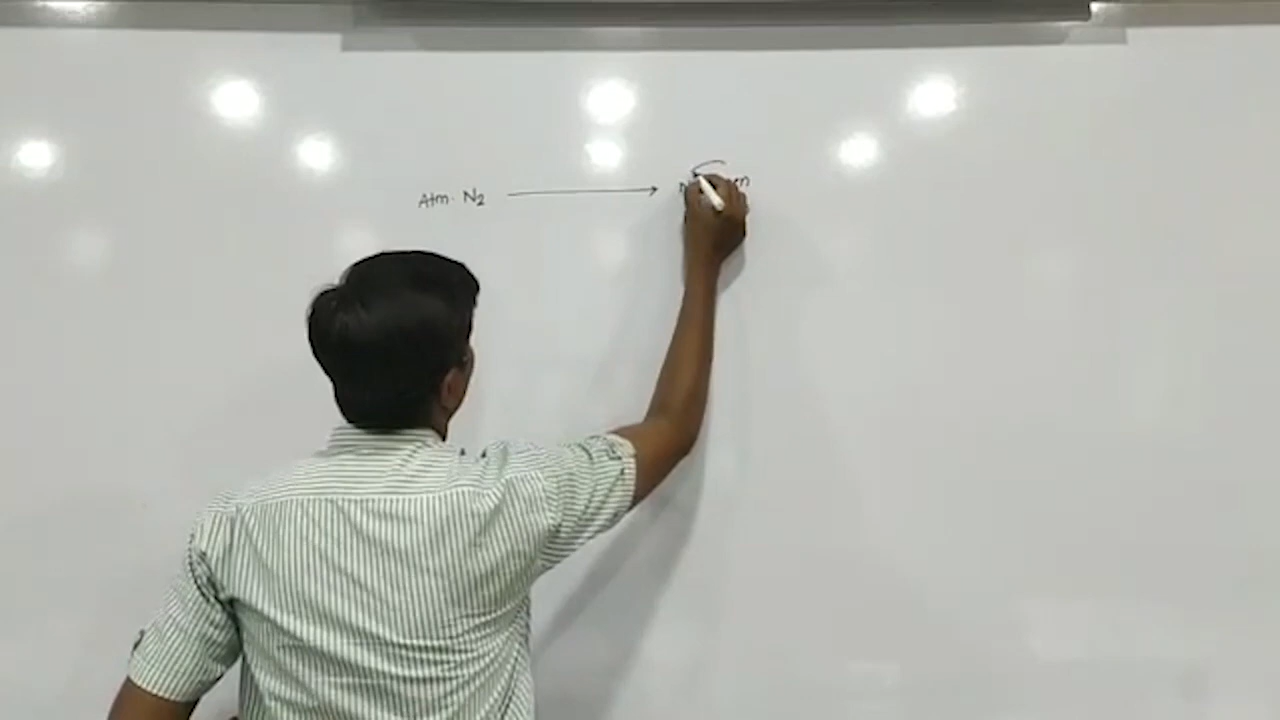 Atm. N2 →